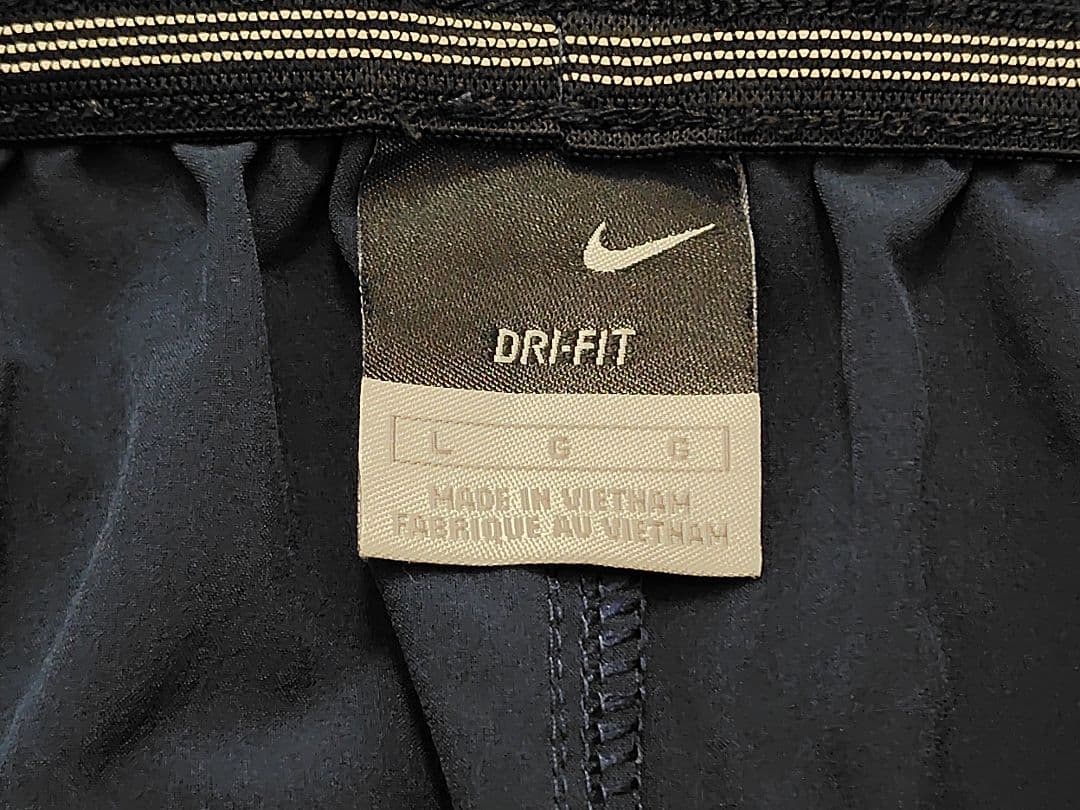 DRI-FIT
L G G
MADE IN VIETNAM
FABRIQUE AU VIETNAM